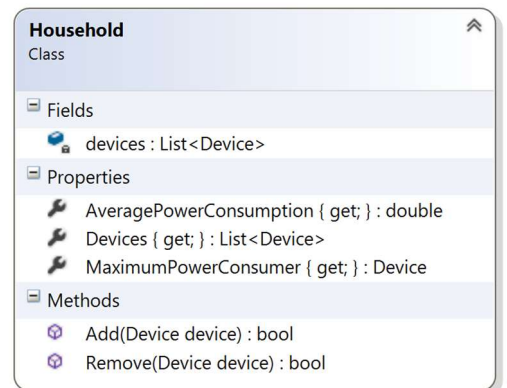 Household
Class
Fields
devices : List<Device>
Properties
AveragePowerConsumption { get; } : double
Devices { get; } : List<Device>
MaximumPowerConsumer { get; } : Device
Methods
Add(Device device) : bool
Remove(Device device) : bool